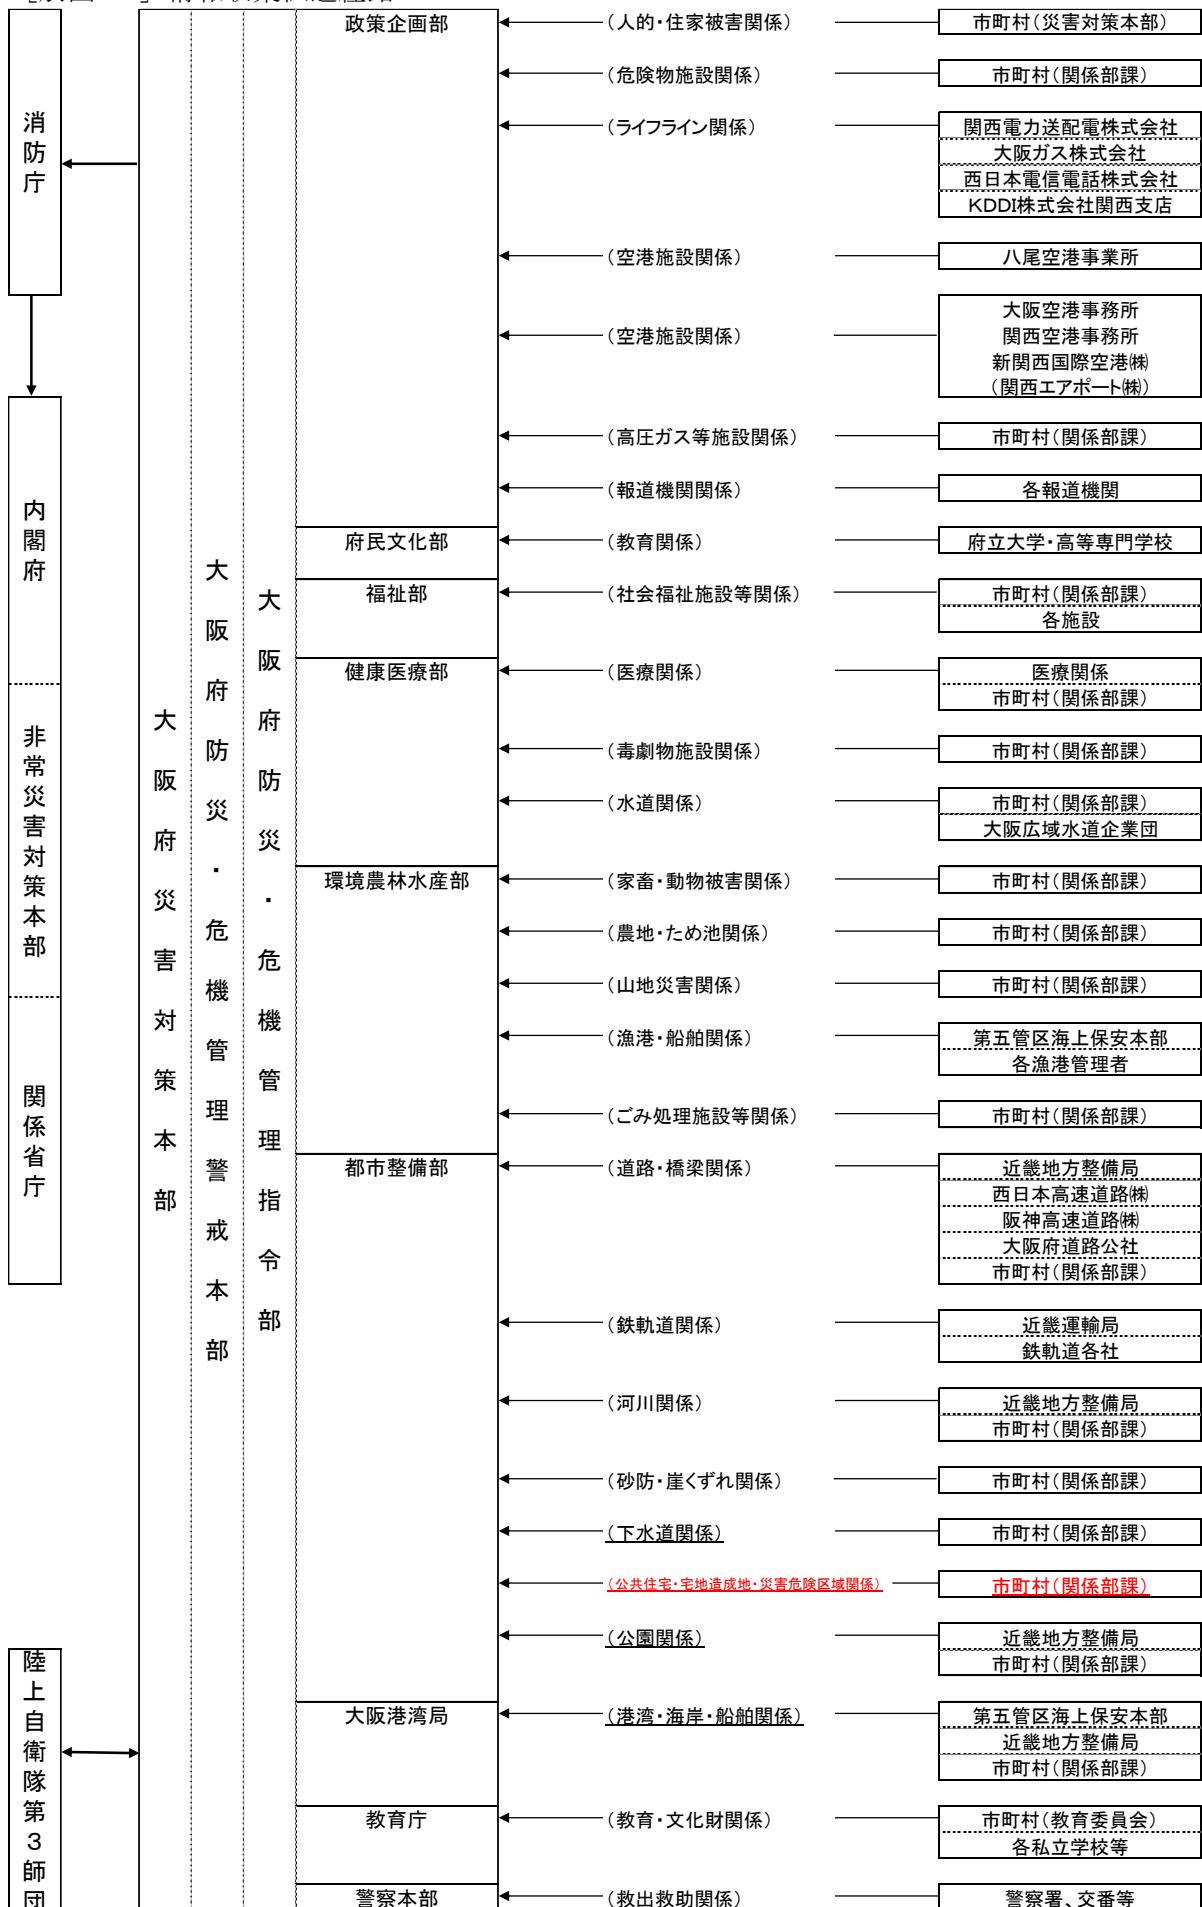 政策企画部
(人的・住家被害関係)
市町村(災害対策本部)
(危険物施設関係)
市町村(関係部課)
(ライフライン関係)
関西電力送配電株式会社
大阪ガス株式会社
西日本電信電話株式会社
KDDI株式会社関西支店
(空港施設関係)
八尾空港事業所
(空港施設関係)
大阪空港事務所
関西空港事務所
新関西国際空港㈱
(関西エアポート㈱)
(高圧ガス等施設関係)
市町村(関係部課)
(報道機関関係)
各報道機関
府民文化部
(教育関係)
府立大学・高等専門学校
福祉部
(社会福祉施設等関係)
市町村(関係部課)
各施設
健康医療部
(医療関係)
医療関係
市町村(関係部課)
(毒劇物施設関係)
市町村(関係部課)
(水道関係)
市町村(関係部課)
大阪広域水道企業団
環境農林水産部
(家畜・動物被害関係)
市町村(関係部課)
(農地・ため池関係)
市町村(関係部課)
(山地災害関係)
市町村(関係部課)
(漁港・船舶関係)
第五管区海上保安本部
各漁港管理者
(ごみ処理施設等関係)
市町村(関係部課)
都市整備部
(道路・橋梁関係)
近畿地方整備局
西日本高速道路㈱
阪神高速道路㈱
大阪府道路公社
市町村(関係部課)
(鉄軌道関係)
近畿運輸局
鉄軌道各社
(河川関係)
近畿地方整備局
市町村(関係部課)
(砂防・崖くずれ関係)
市町村(関係部課)
(下水道関係)
市町村(関係部課)
(公共住宅・宅地造成地・災害危険区域関係)
市町村(関係部課)
(公園関係)
近畿地方整備局
市町村(関係部課)
大阪港湾局
(港湾・海岸・船舶関係)
第五管区海上保安本部
近畿地方整備局
市町村(関係部課)
教育庁
(教育・文化財関係)
市町村(教育委員会)
各私立学校等
警察本部
(救出救助関係)
警察署、交番等
消防庁
内閣府
非常災害対策本部
関係省庁
陸上自衛隊第3師団
大阪府災害対策本部
大阪府防災・危機管理警戒本部
大阪府防災・危機管理指令部